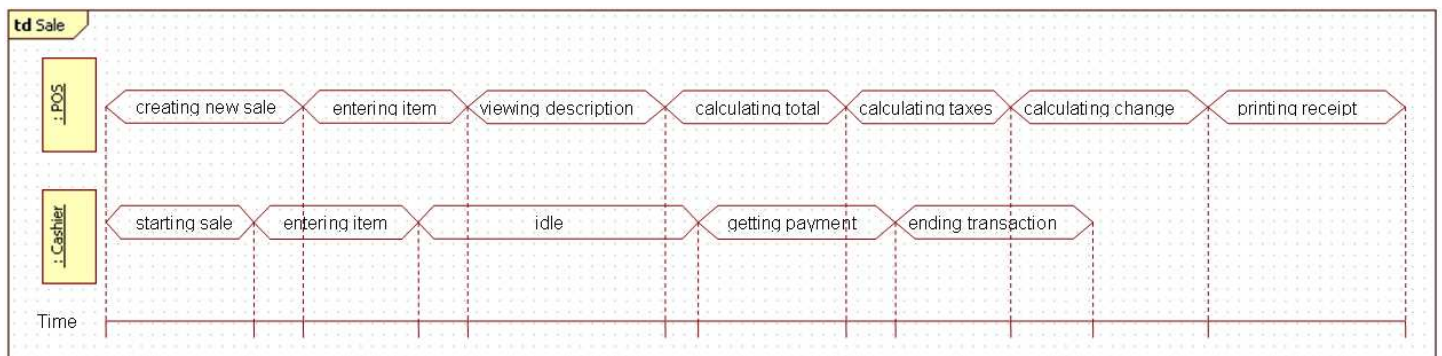 td Sale
: POS
creating new sale
entering item
viewing description
calculating total
calculating taxes
calculating change
printing receipt
: Cashier
starting sale
entering item
idle
getting payment
ending transaction
Time